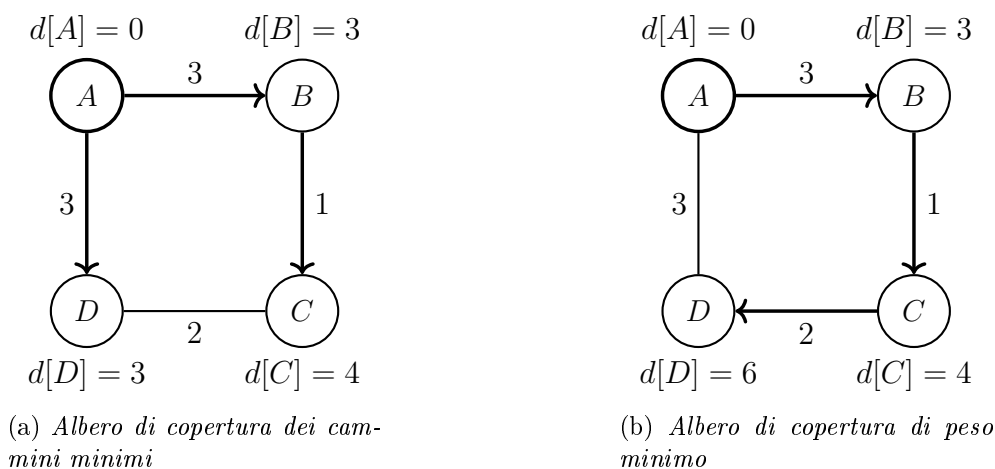 d[A] = 0 d[B] = 3
A 3 B
3 1
D 2 C
d[D] = 3 d[C] = 4
(a) Albero di copertura dei cam-
mini minimi
d[A] = 0 d[B] = 3
A 3 B
3 1
D 2 C
d[D] = 6 d[C] = 4
(b) Albero di copertura di peso
minimo